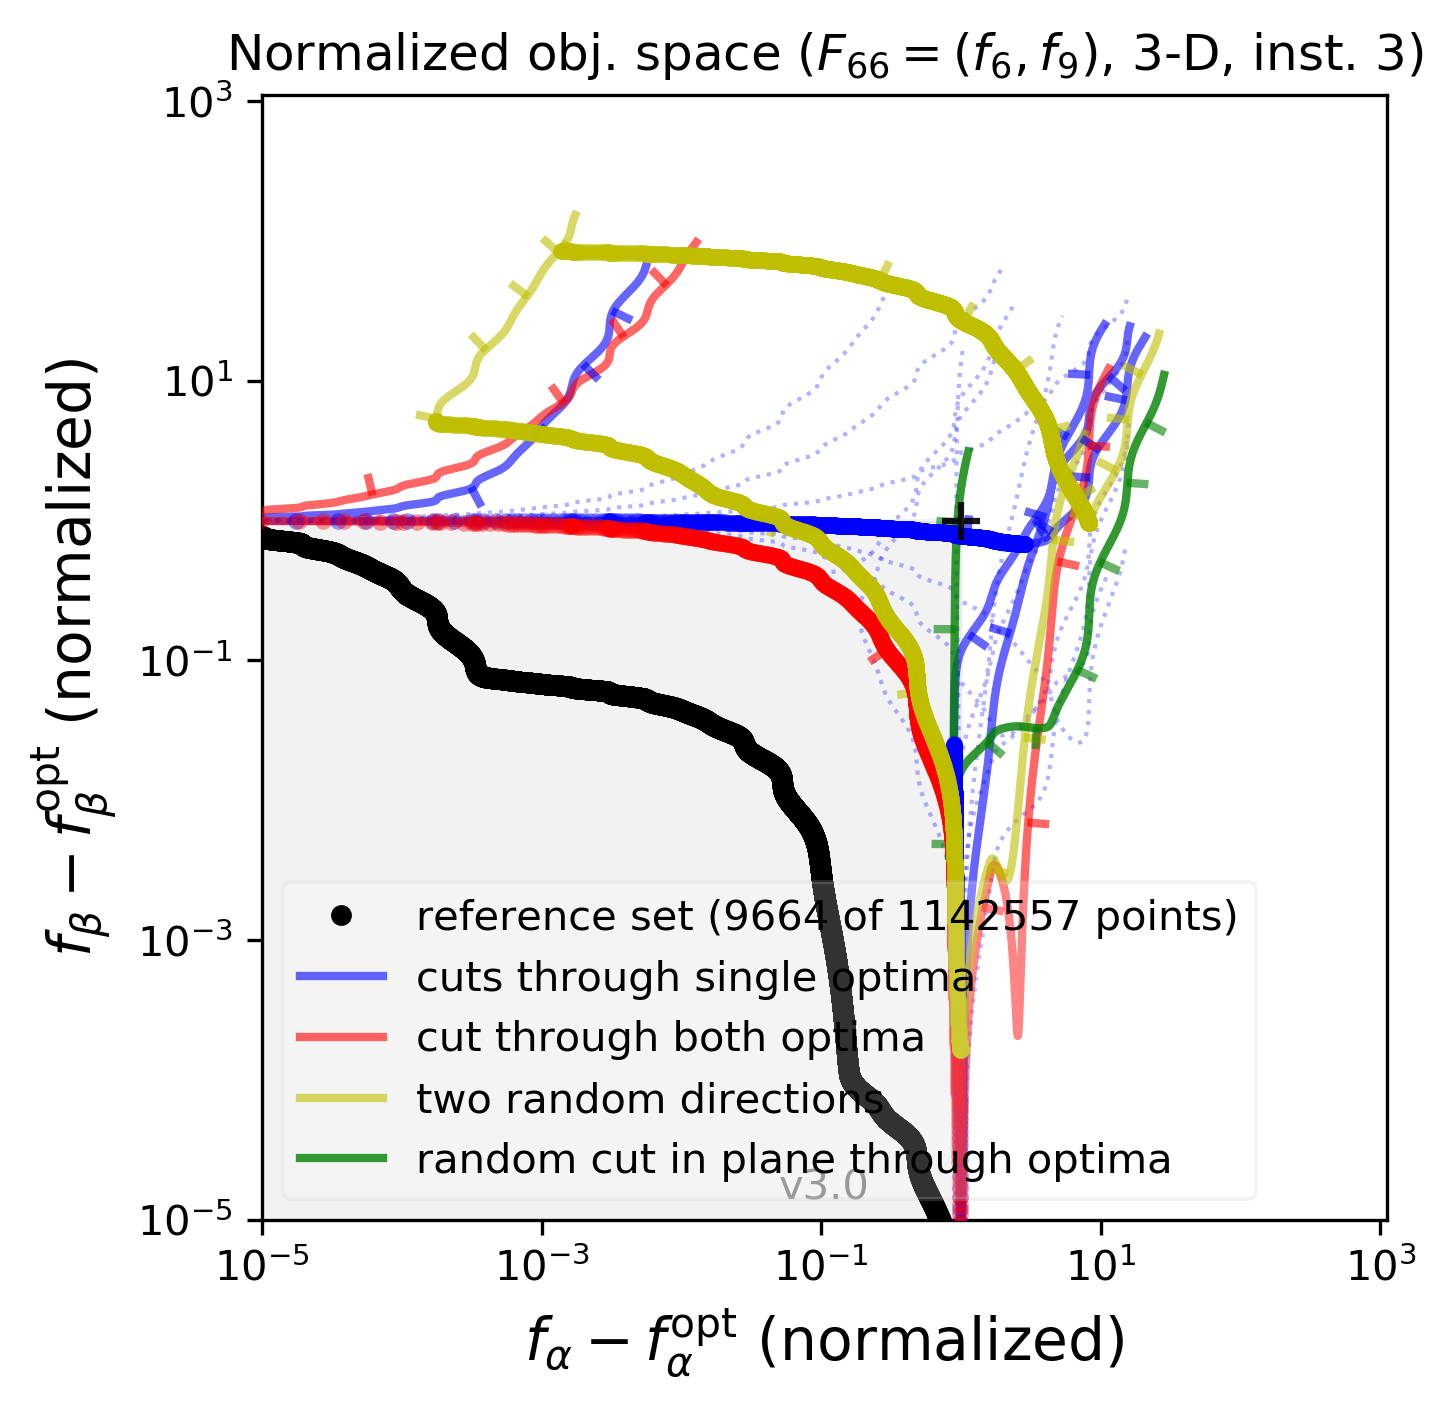 Normalized obj. space (F₆₆ = (f₆, f₉), 3-D, inst. 3)
10³
10¹
10⁻¹
10⁻³
10⁻⁵
f_β − f_β^opt (normalized)
reference set (9664 of 1142557 points)
cuts through single optima
cut through both optima
two random directions
random cut in plane through optima
v3.0
10⁻⁵ 10⁻³ 10⁻¹ 10¹ 10³
f_α − f_α^opt (normalized)